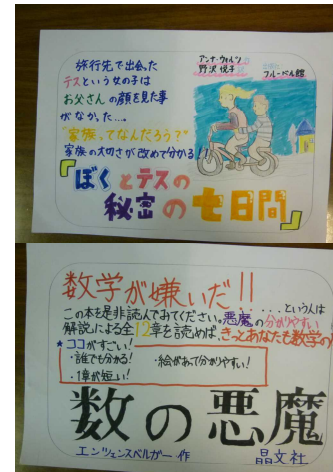 旅行先で出会った
テスという女の子は
お父さんの顔を見た事
がなかった…。
"家族ってなんだろう?"
家族の大切さが改めて分かる!!
アンナ・ウォルツ
野沢 悦子
フレーベル館
『ぼくとテスの
秘密の七日間』
数学が嫌いだ!!
.....という人は
この本を是非読んでみてください。悪魔の分かりやすい
解説による全12章を読めば、きっとあなたも数学の
★ココがすごい!
・誰でも分かる! ・絵があって分かりやすい!
・1章が短い!
数の悪魔
エンツェンスベルガー 作 晶文社